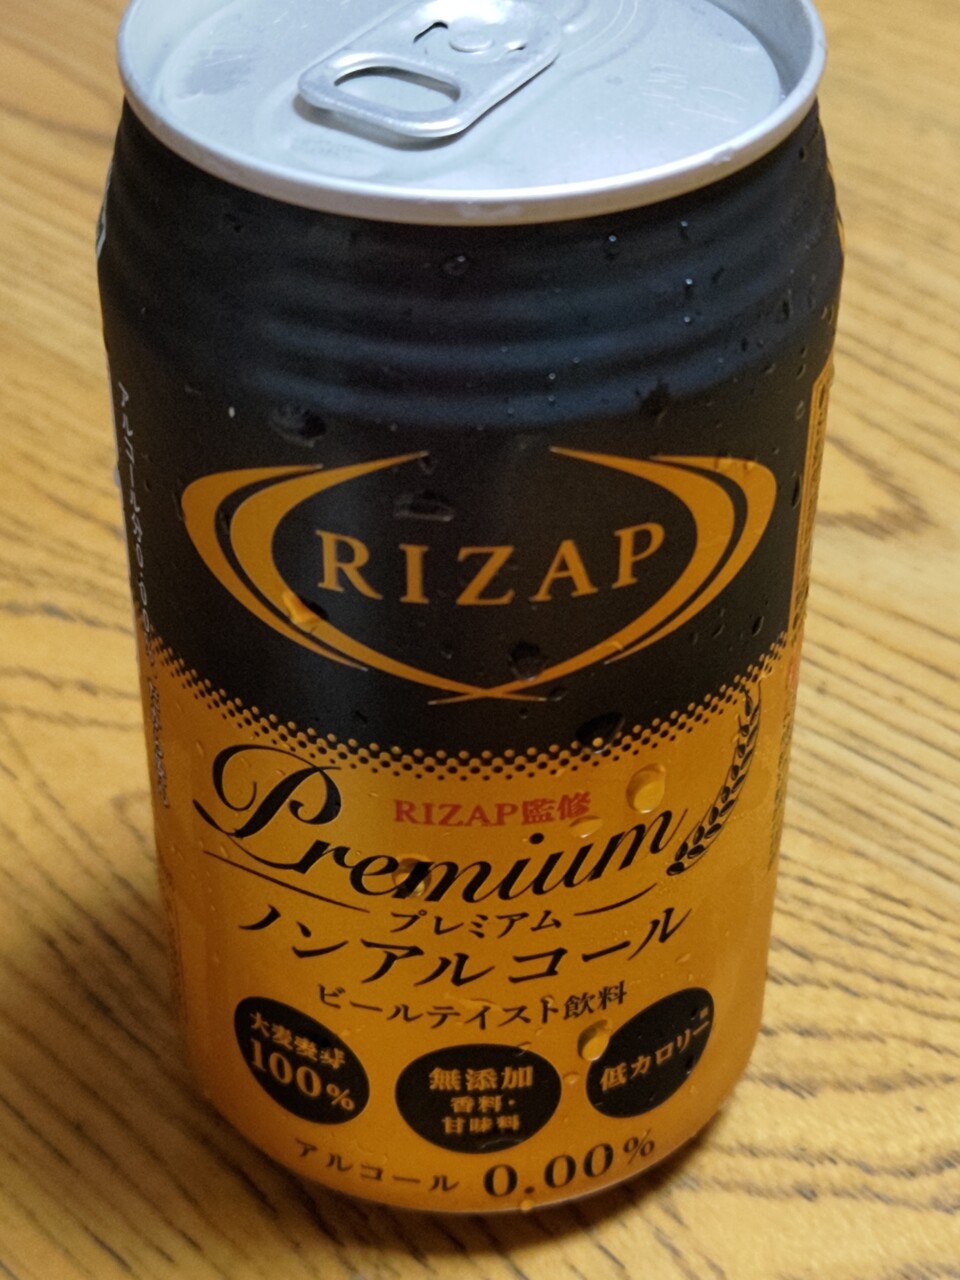 RIZAP
RIZAP監修
Premium
プレミアム
ノンアルコール
ビールテイスト飲料
大麦麦芽
100%
無添加
香料・
甘味料
低カロリー
アルコール 0.00%